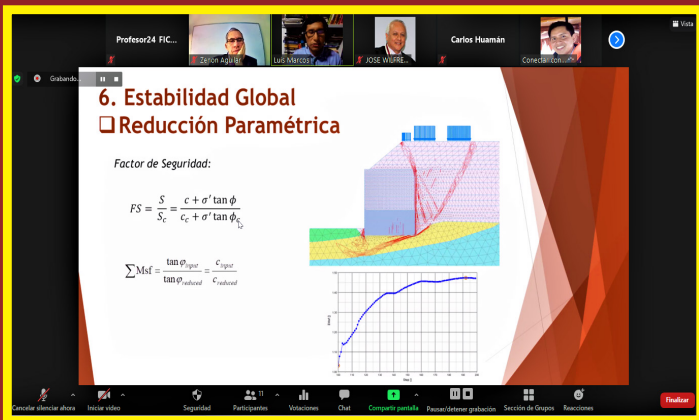 Vista
Profesor24 FIC...
Zenon Aguilar
Luis Marcos
JOSE WILFRE...
Carlos Huamán
Conectar con...
Grabando...
6. Estabilidad Global
❑ Reducción Paramétrica
Factor de Seguridad:
FS = S / S_c = (c + σ' tan ϕ) / (c_c + σ' tan ϕ_c)
∑Msf = tan φ_input / tan φ_reduced = c_input / c_reduced
11
Cancelar silenciar ahora
Iniciar video
Seguridad
Participantes
Votaciones
Chat
Compartir pantalla
Pausar/detener grabación
Sección de Grupos
Reacciones
Finalizar